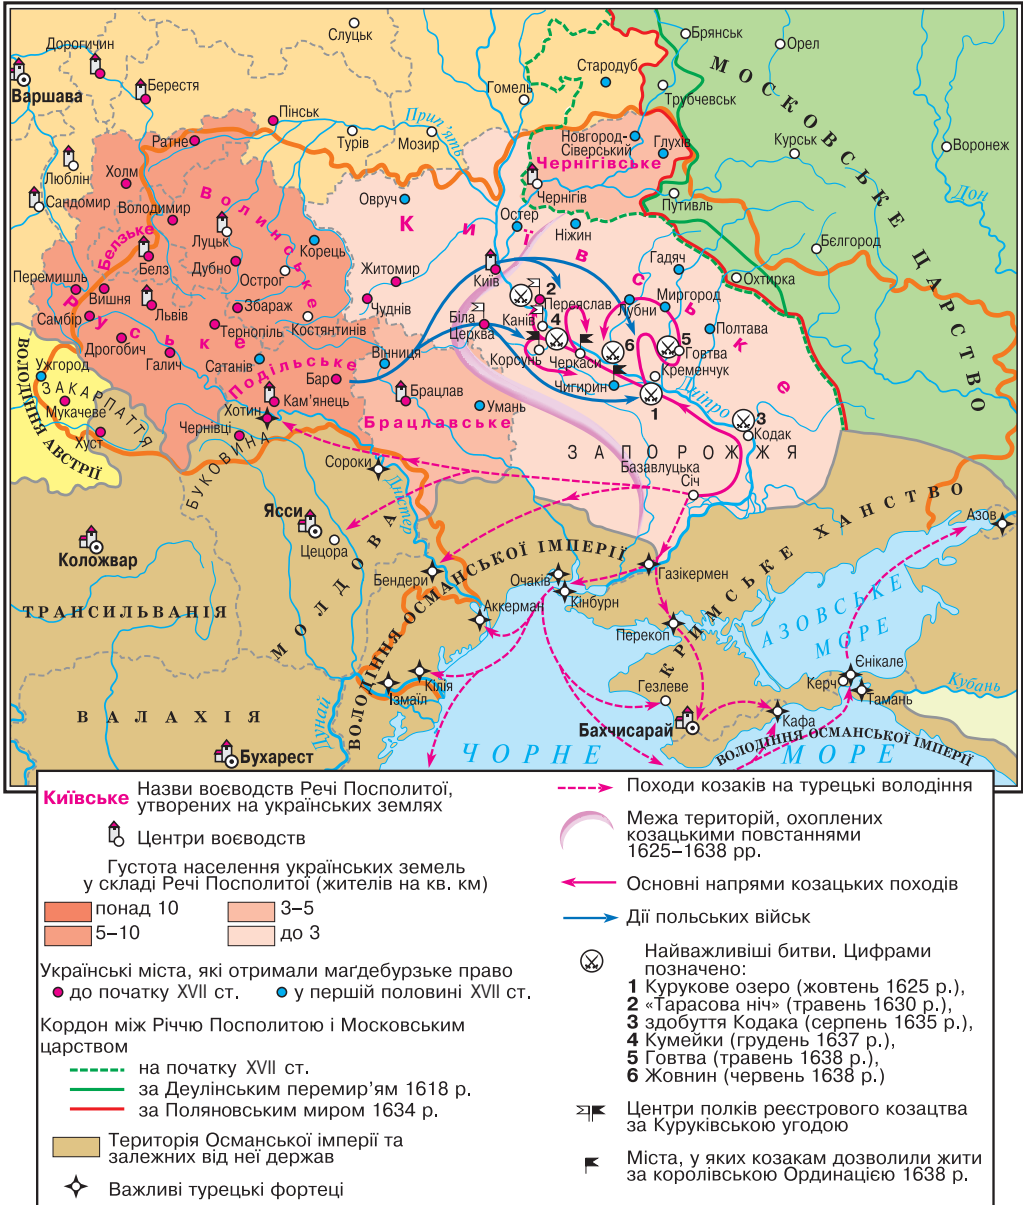 Дорогичин
Слуцьк
Брянськ
Орел
Варшава
Берестя
Стародуб
Гомель
Трубчевськ
МОСКОВСЬКЕ ЦАРСТВО
Пінськ
Прип'ять
Ратне
Турів
Мозир
Новгород-
Сіверський
Глухів
Курськ
Воронеж
Люблін
Холм
Чернігівське
Сандомир
Овруч
Чернігів
Путивль
Дон
Володимир
Волинське
Київське
Остер
Ніжин
Белзьке
Луцьк
Корець
Бєлгород
Белз
Дубно
Острог
Житомир
Київ
Гадяч
Охтирка
Перемишль
Вишня
Руське
Львів
Збараж
Чуднів
2
Переяслав
Миргород
Самбір
Тернопіль
Костянтинів
Біла
Церква
Канів
4
Лубни
Полтава
Дрогобич
Галич
Сатанів
Вінниця
Корсунь
Черкаси
6
5
Говтва
ВОЛОДІННЯ АВСТРІЇ
Ужгород
ЗАКАРПАТТЯ
Подільське
Бар
Кременчук
Чигирин
Дніпро
Мукачеве
Хотин
Кам'янець
Брацлав
Умань
1
3
Кодак
Хуст
Чернівці
БУКОВИНА
Брацлавське
ЗАПОРОЖЖЯ
Сороки
Дністер
Базавлуцька
Січ
Ясси
Цецора
МОЛДОВА
Азов
Коложвар
Бендери
ВОЛОДІННЯ ОСМАНСЬКОЇ ІМПЕРІЇ
Очаків
Кінбурн
Газікермен
КРИМСЬКЕ ХАНСТВО
ТРАНСИЛЬВАНІЯ
Аккерман
Перекоп
АЗОВСЬКЕ
МОРЕ
Кілія
Ізмаїл
Гезлеве
Керч
Єнікале
Тамань
Кубань
ВАЛАХІЯ
Дунай
Бахчисарай
Кафа
Бухарест
ЧОРНЕ МОРЕ
ВОЛОДІННЯ ОСМАНСЬКОЇ ІМПЕРІЇ
Київське
Назви воєводств Речі Посполитої,
утворених на українських землях
Центри воєводств
Густота населення українських земель
у складі Речі Посполитої (жителів на кв. км)
понад 10
3–5
5–10
до 3
Українські міста, які отримали маґдебурзьке право
до початку XVII ст.
у першій половині XVII ст.
Кордон між Річчю Посполитою і Московським
царством
на початку XVII ст.
за Деулінським перемир'ям 1618 р.
за Поляновським миром 1634 р.
Територія Османської імперії та
залежних від неї держав
Важливі турецькі фортеці
Походи козаків на турецькі володіння
Межа територій, охоплених
козацькими повстаннями
1625–1638 рр.
Основні напрями козацьких походів
Дії польських військ
Найважливіші битви. Цифрами
позначено:
1 Курукове озеро (жовтень 1625 р.),
2 «Тарасова ніч» (травень 1630 р.),
3 здобуття Кодака (серпень 1635 р.),
4 Кумейки (грудень 1637 р.),
5 Говтва (травень 1638 р.),
6 Жовнин (червень 1638 р.)
Центри полків реєстрового козацтва
за Куруківською угодою
Міста, у яких козакам дозволили жити
за королівською Ординацією 1638 р.